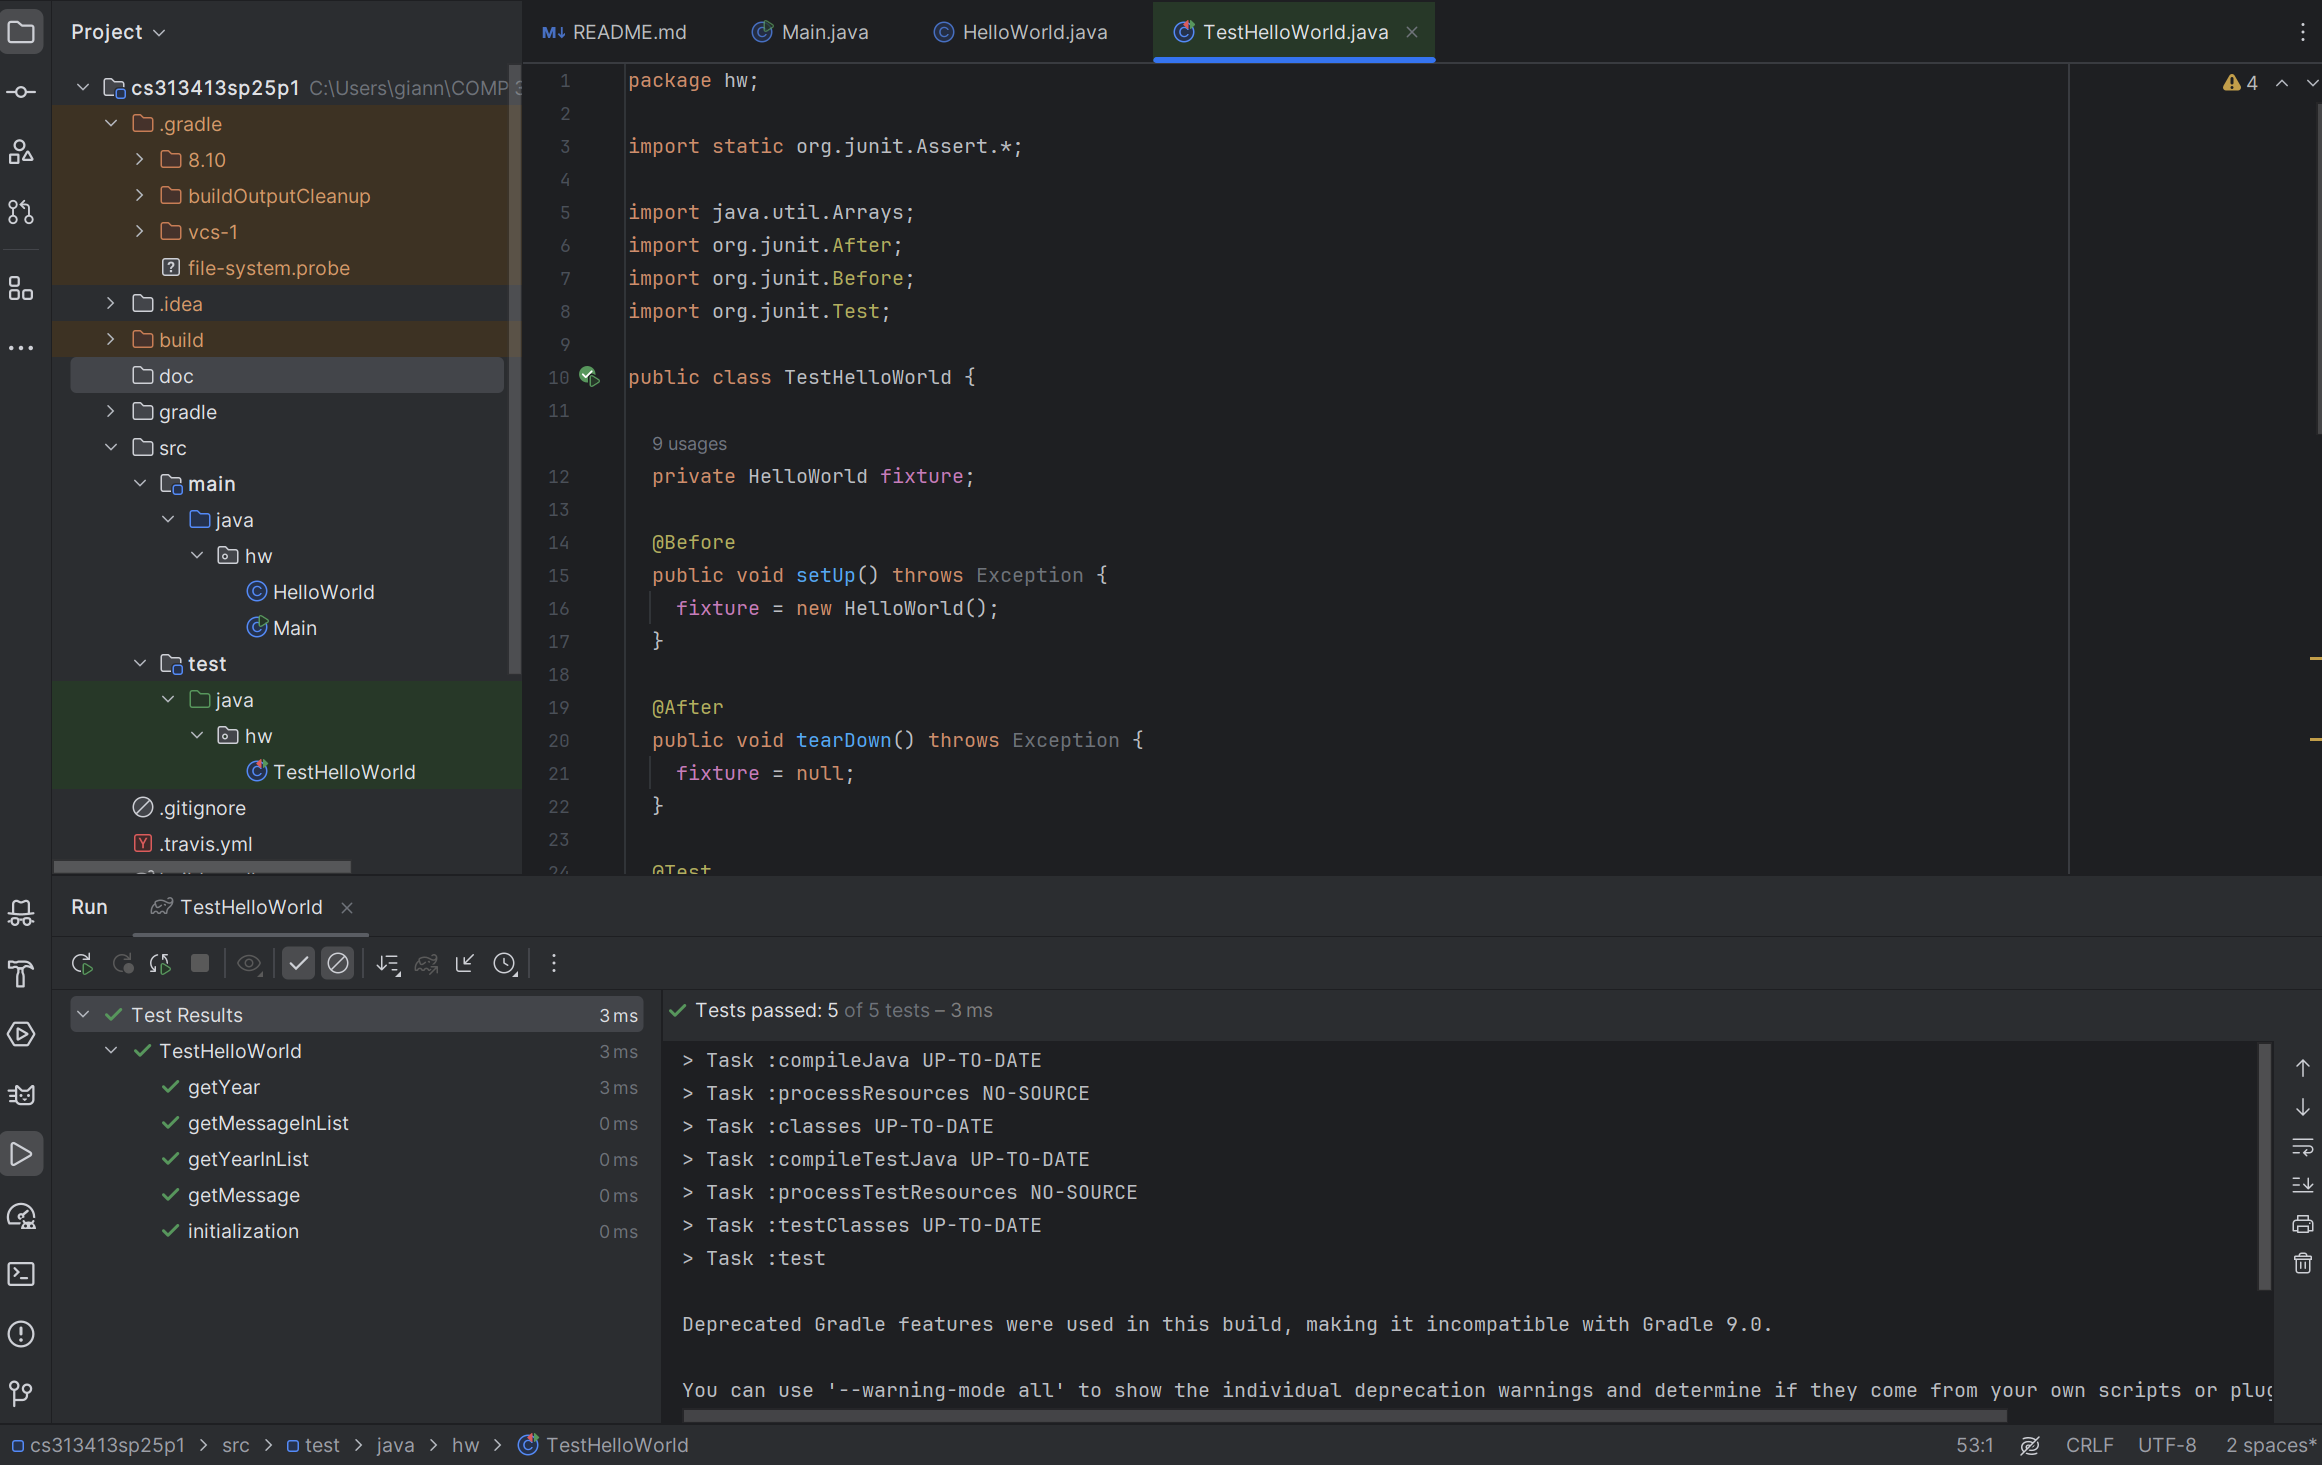 Project
README.md
Main.java
HelloWorld.java
TestHelloWorld.java
cs313413sp25p1 C:\Users\giann\COMP
.gradle
8.10
buildOutputCleanup
vcs-1
file-system.probe
.idea
build
doc
gradle
src
main
java
hw
HelloWorld
Main
test
java
hw
TestHelloWorld
.gitignore
.travis.yml
4
1 package hw;
2
3 import static org.junit.Assert.*;
4
5 import java.util.Arrays;
6 import org.junit.After;
7 import org.junit.Before;
8 import org.junit.Test;
9
10 public class TestHelloWorld {
11
9 usages
12 private HelloWorld fixture;
13
14 @Before
15 public void setUp() throws Exception {
16 fixture = new HelloWorld();
17 }
18
19 @After
20 public void tearDown() throws Exception {
21 fixture = null;
22 }
23
24 @Test
Run TestHelloWorld
Test Results 3 ms
TestHelloWorld 3 ms
getYear 3 ms
getMessageInList 0 ms
getYearInList 0 ms
getMessage 0 ms
initialization 0 ms
Tests passed: 5 of 5 tests – 3 ms
> Task :compileJava UP-TO-DATE
> Task :processResources NO-SOURCE
> Task :classes UP-TO-DATE
> Task :compileTestJava UP-TO-DATE
> Task :processTestResources NO-SOURCE
> Task :testClasses UP-TO-DATE
> Task :test
Deprecated Gradle features were used in this build, making it incompatible with Gradle 9.0.
You can use '--warning-mode all' to show the individual deprecation warnings and determine if they come from your own scripts or
cs313413sp25p1 > src > test > java > hw > TestHelloWorld
53:1 CRLF UTF-8 2 spaces*